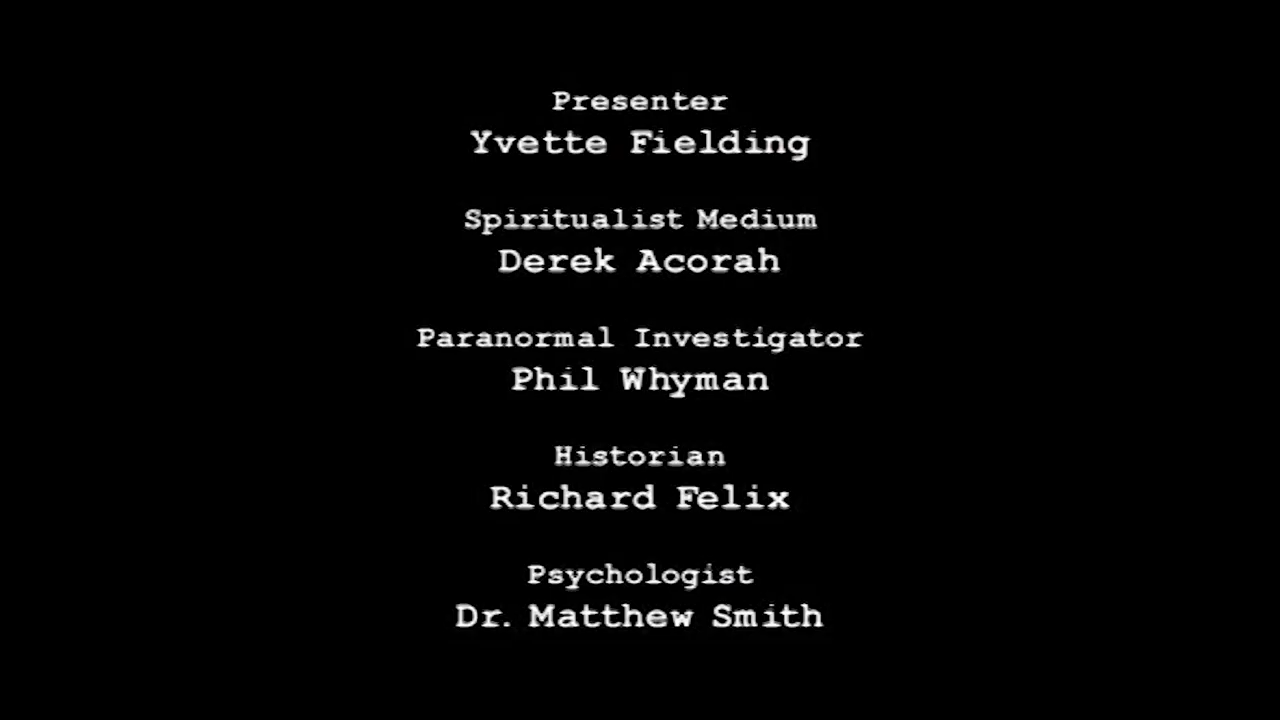 Presenter
Yvette Fielding
Spiritualist Medium
Derek Acorah
Paranormal Investigator
Phil Whyman
Historian
Richard Felix
Psychologist
Dr. Matthew Smith